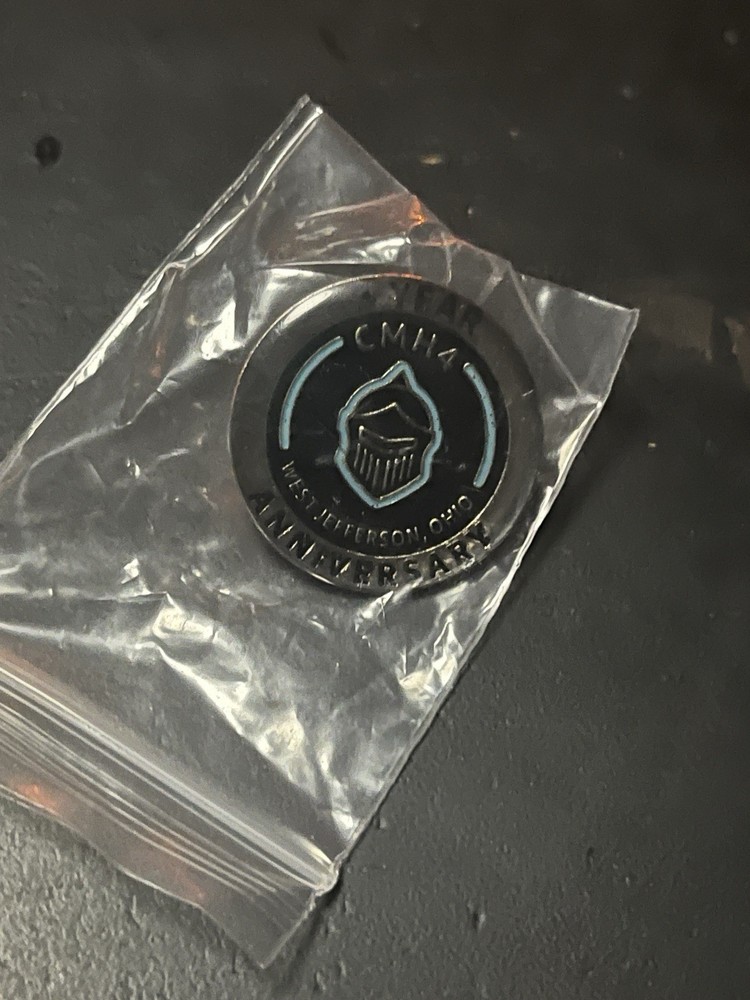 YEAR
CMH4
WEST JEFFERSON, OHIO
ANNIVERSARY